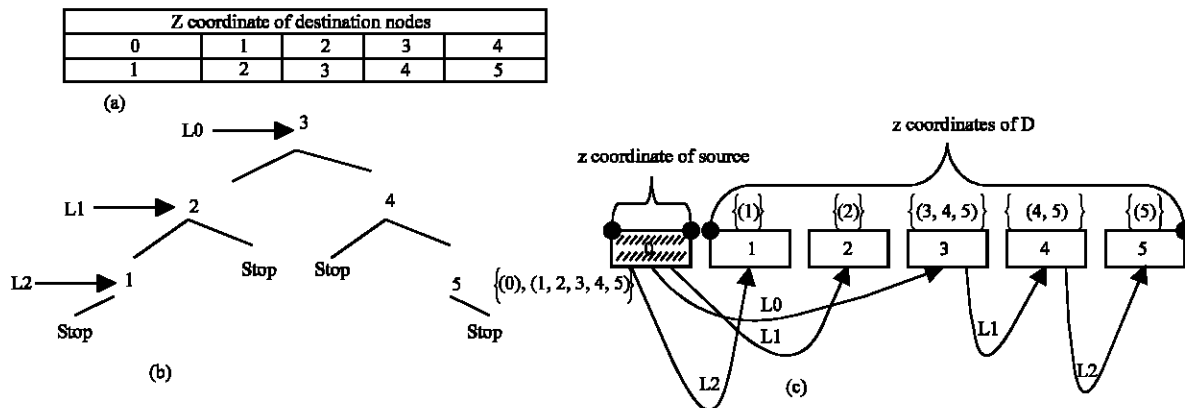 Z coordinate of destination nodes
0 1 2 3 4
1 2 3 4 5
(a)
L0 3
L1 2 4
Stop Stop
L2 1 5
Stop Stop
(b)
z coordinates of D
z coordinate of source
{(1)} {(2)} {(3, 4, 5)} {(4, 5)} {(5)}
0 1 2 3 4 5
{(0), (1, 2, 3, 4, 5)}
L0
L1 L1
L2 L2
(c)